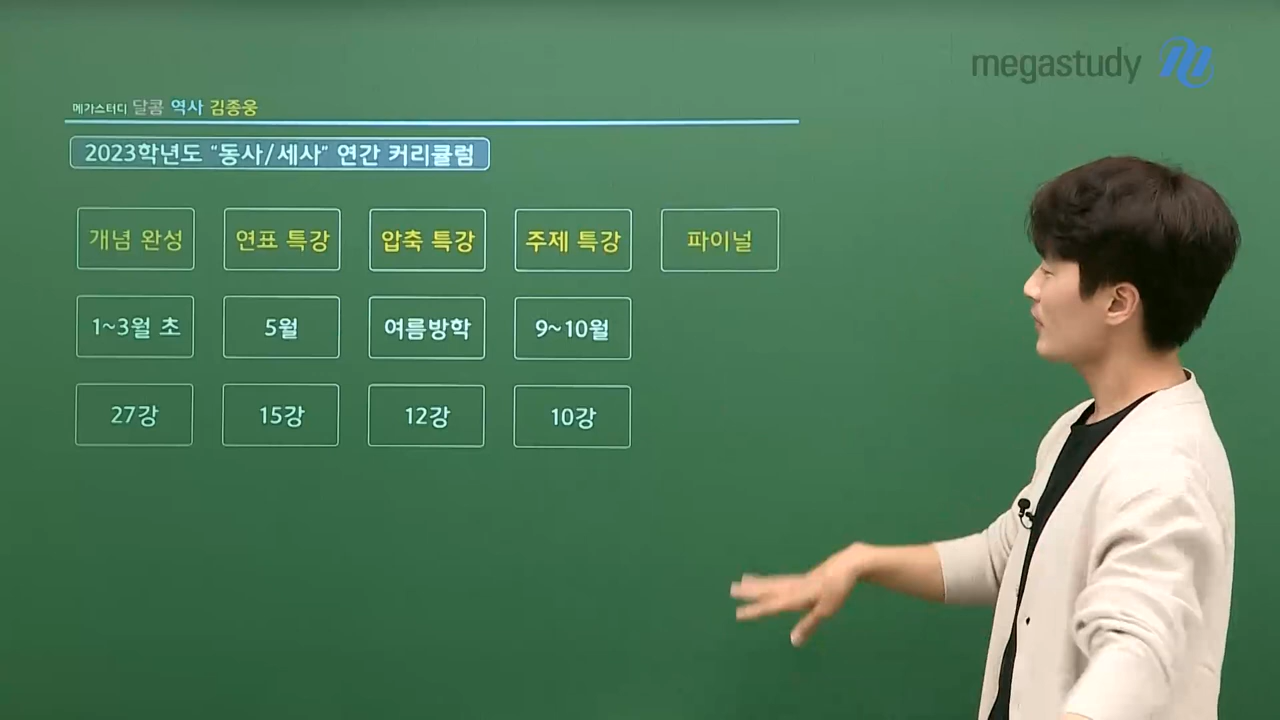 megastudy
메가스터디 달콤 역사 김종웅
2023학년도 "동사/세사" 연간 커리큘럼
개념 완성 연표 특강 압축 특강 주제 특강 파이널
1~3월 초 5월 여름방학 9~10월
27강 15강 12강 10강